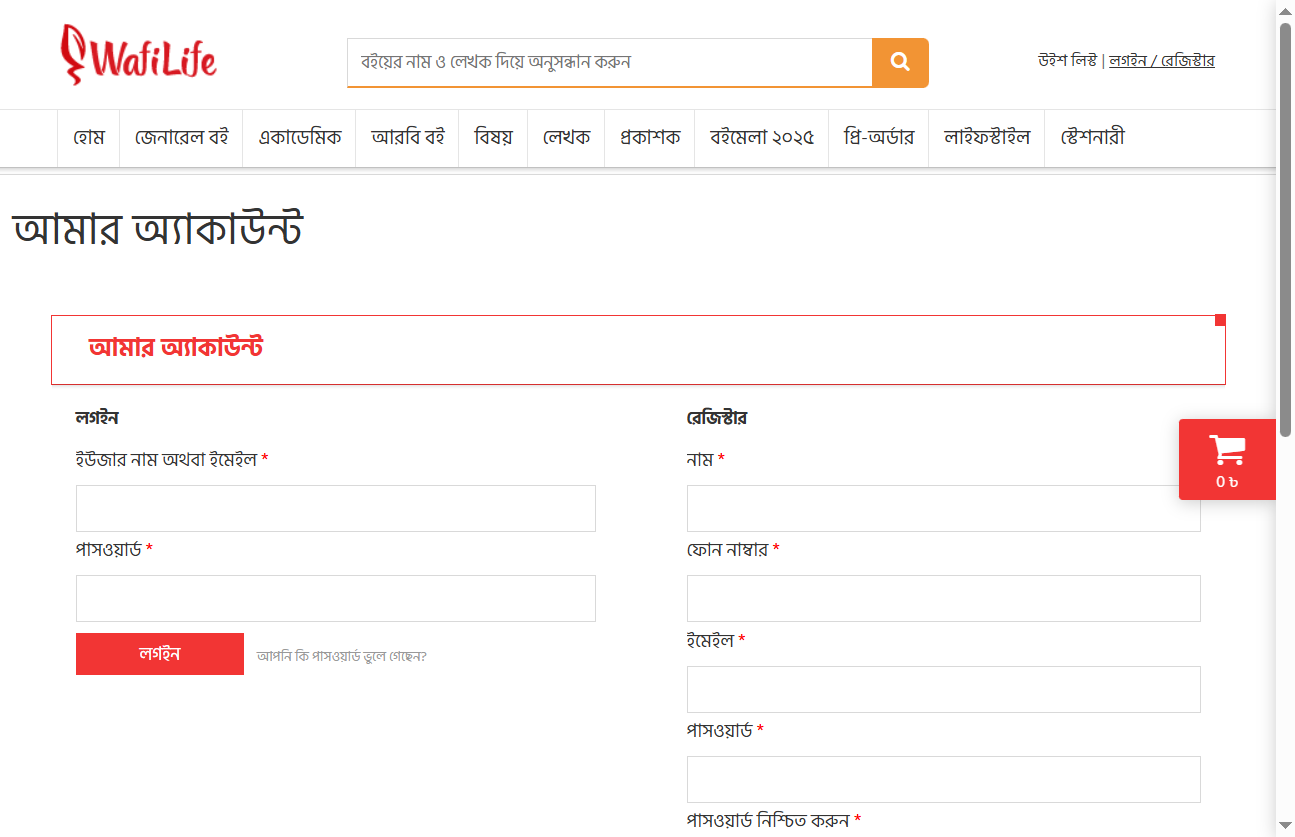 WafiLife
বইয়ের নাম ও লেখক দিয়ে অনুসন্ধান করুন
উইশ লিস্ট | লগইন / রেজিস্টার
হোম জেনারেল বই একাডেমিক আরবি বই বিষয় লেখক প্রকাশক বইমেলা ২০২৫ প্রি-অর্ডার লাইফস্টাইল স্টেশনারী
আমার অ্যাকাউন্ট
আমার অ্যাকাউন্ট
লগইন
ইউজার নাম অথবা ইমেইল *
পাসওয়ার্ড *
লগইন
আপনি কি পাসওয়ার্ড ভুলে গেছেন?
রেজিস্টার
নাম *
ফোন নাম্বার *
ইমেইল *
পাসওয়ার্ড *
পাসওয়ার্ড নিশ্চিত করুন *
0 ৳